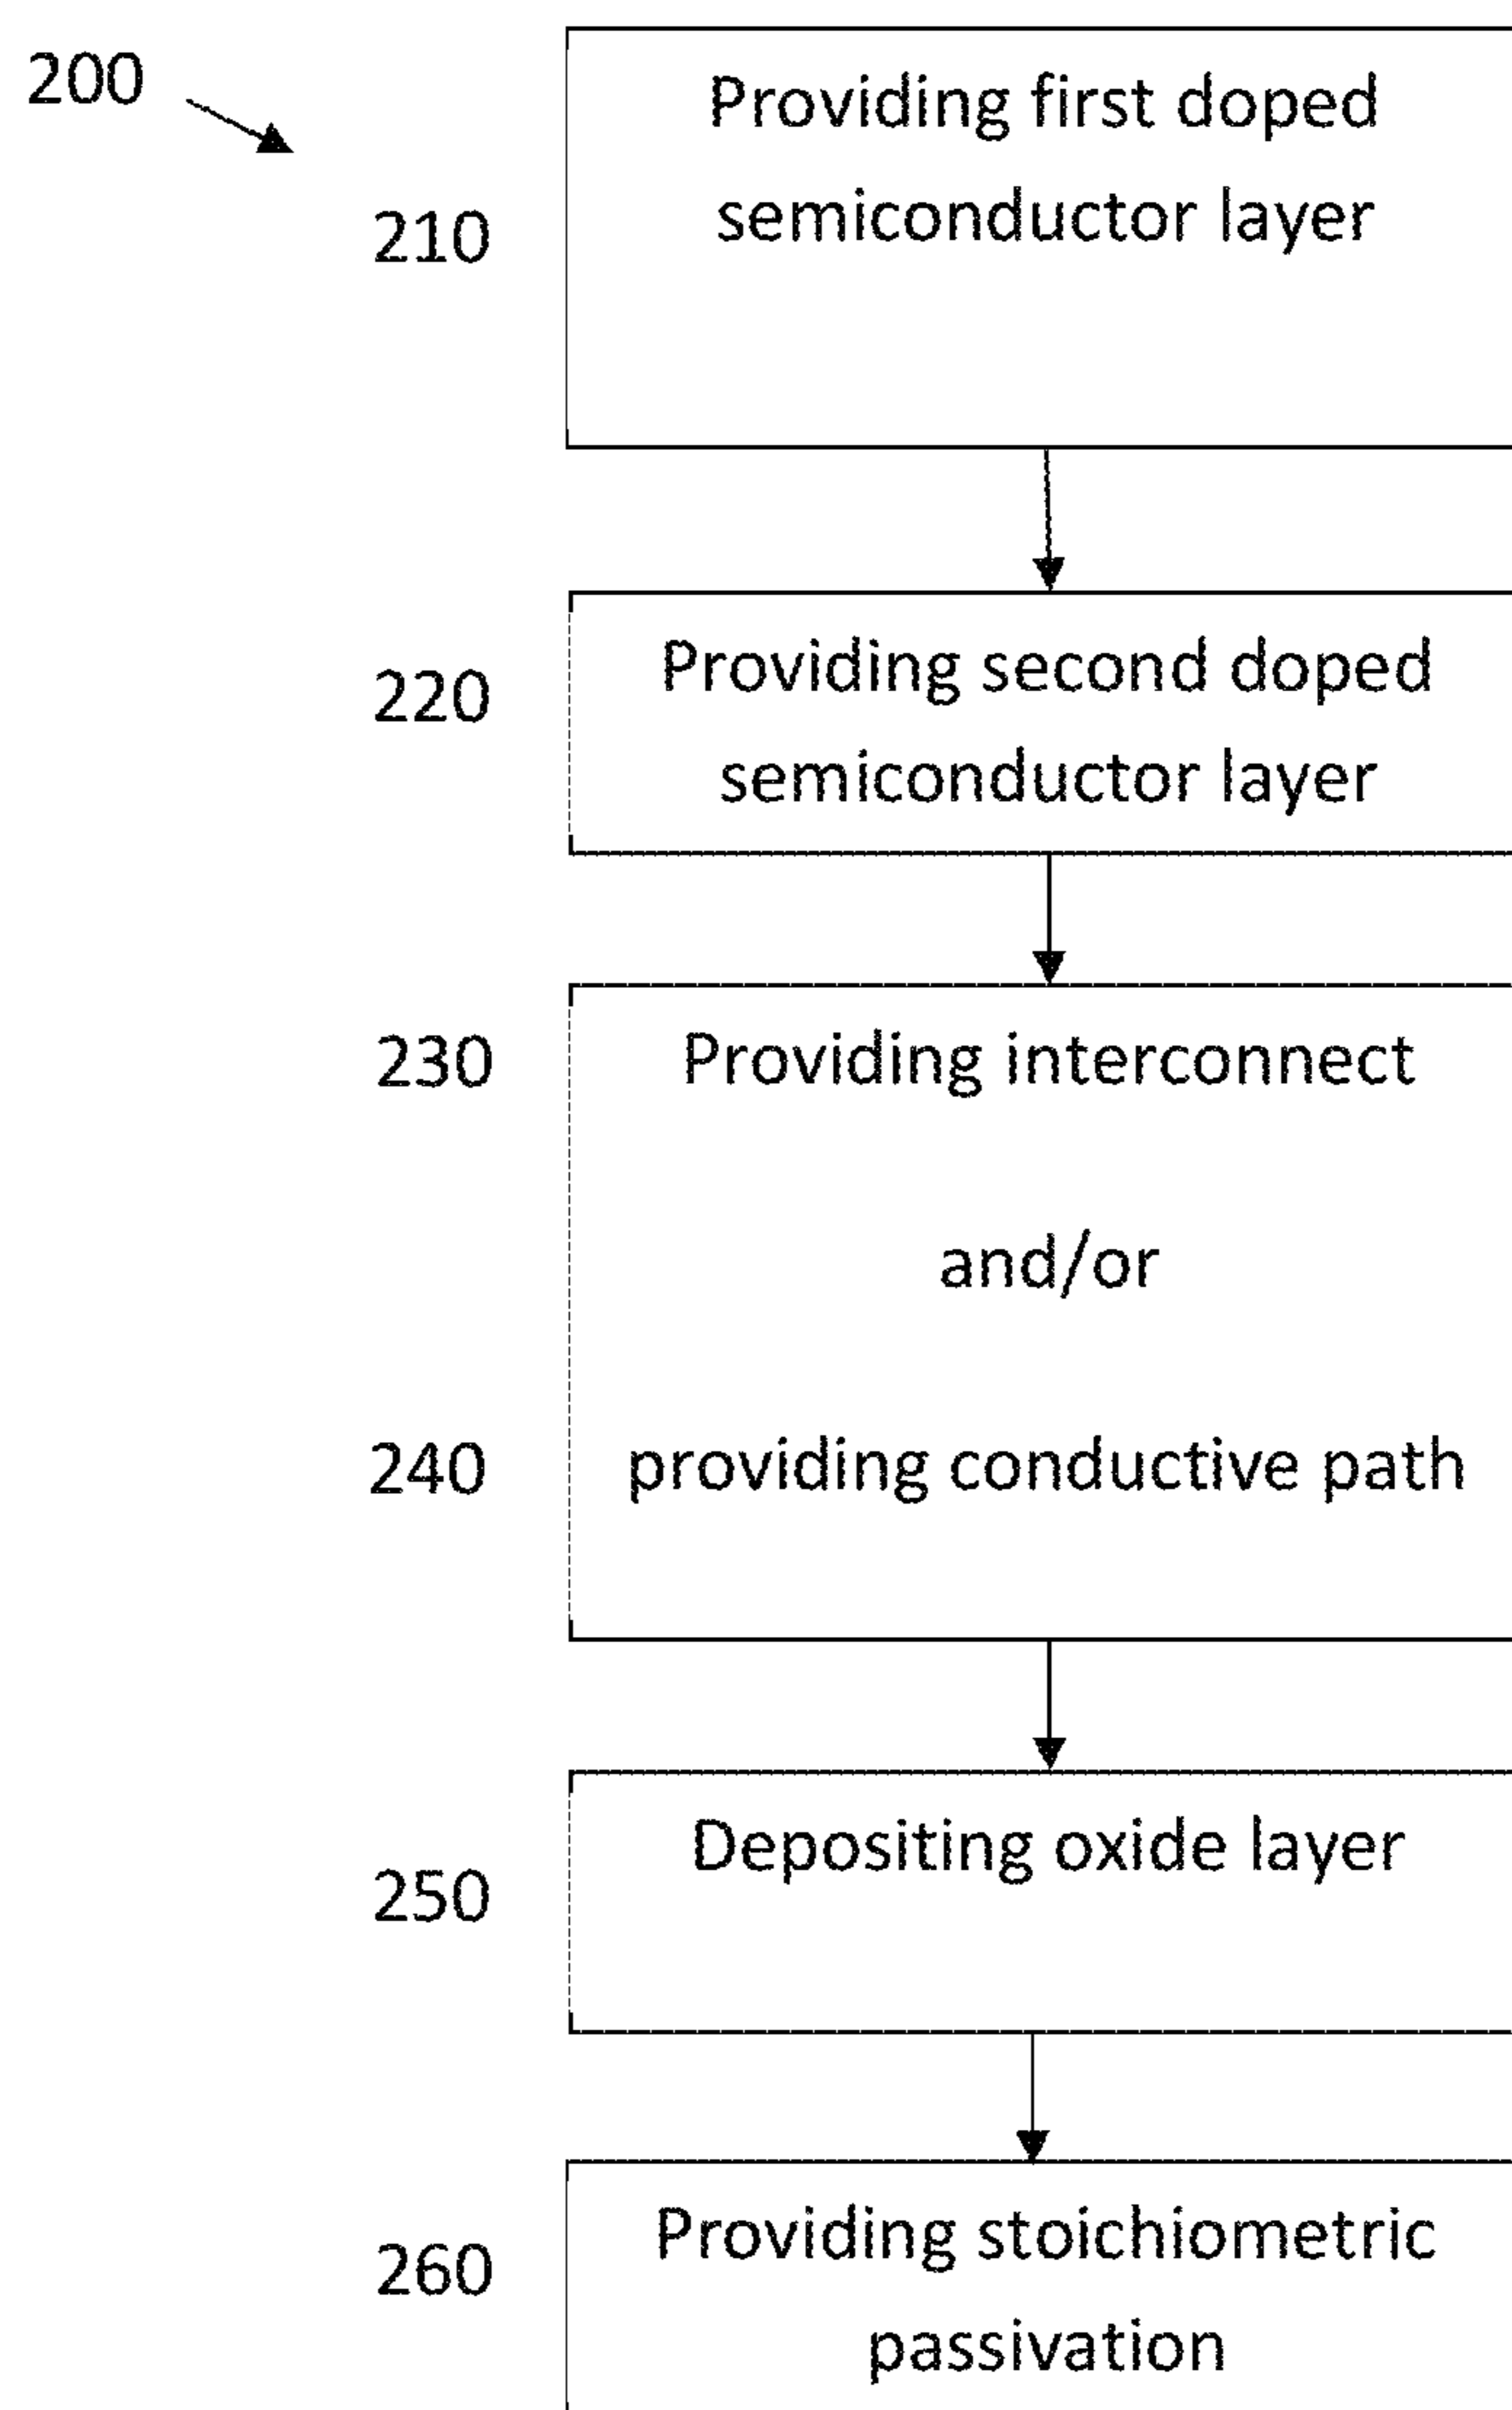 200
Providing first doped
210
semiconductor layer
220
Providing second doped
semiconductor layer
230
Providing interconnect
and/or
240
providing conductive path
Depositing oxide layer
250
Providing stoichiometric
260
passivation